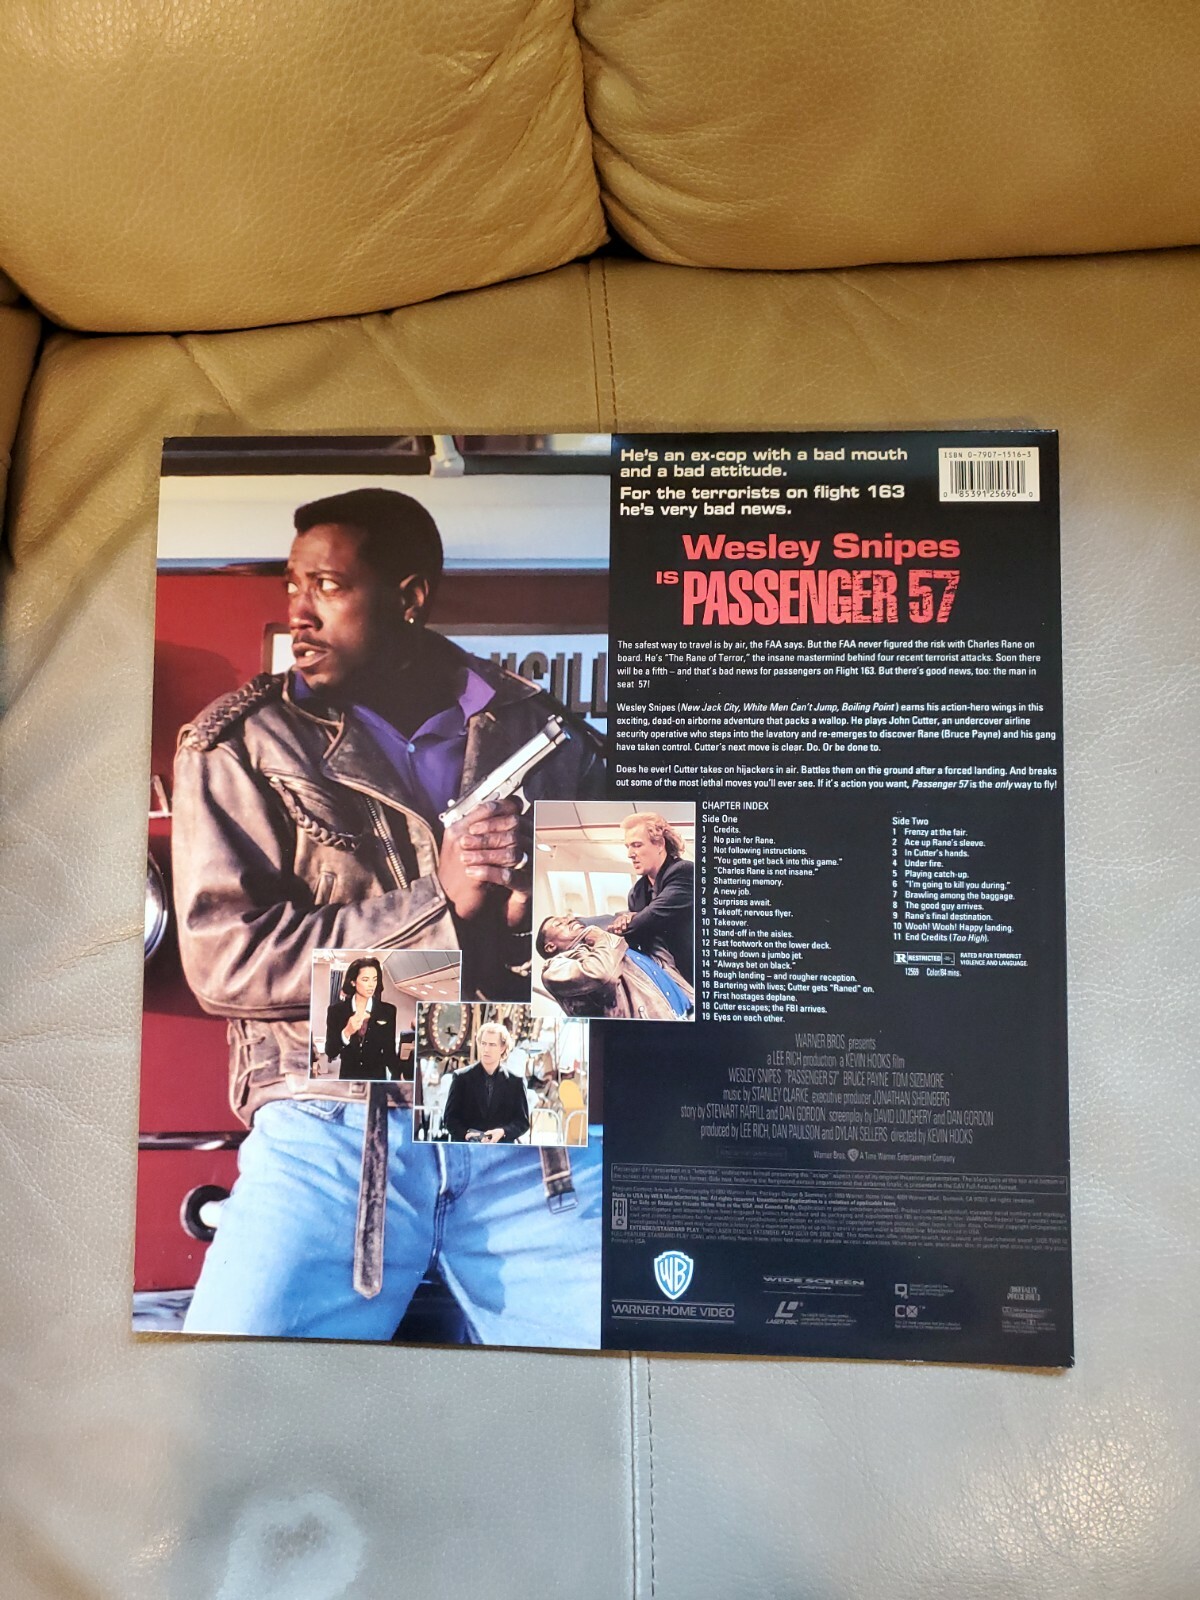 He's an ex-cop with a bad mouth
and a bad attitude.
For the terrorists on flight 163
he's very bad news.
ISBN 0-7907-1516-3
0 85391 25696 0
Wesley Snipes
IS PASSENGER 57
The safest way to travel is by air, the FAA says. But the FAA never figured the risk with Charles Rane on
board. He's "The Rane of Terror," the insane mastermind behind four recent terrorist attacks. Soon there
will be a fifth – and that's bad news for passengers on Flight 163. But there's good news, too: the man in
seat 57!
Wesley Snipes (New Jack City, White Men Can't Jump, Boiling Point) earns his action-hero wings in this
exciting, dead-on airborne adventure that packs a wallop. He plays John Cutter, an undercover airline
security operative who steps into the lavatory and re-emerges to discover Rane (Bruce Payne) and his gang
have taken control. Cutter's next move is clear. Do. Or be done to.
Does he ever! Cutter takes on hijackers in air. Battles them on the ground after a forced landing. And breaks
out some of the most lethal moves you'll ever see. If it's action you want, Passenger 57 is the only way to fly!
CHAPTER INDEX
Side One
1 Credits.
2 No pain for Rane.
3 Not following instructions.
4 "You gotta get back into this game."
5 "Charles Rane is not insane."
6 Shattering memory.
7 A new job.
8 Surprises await.
9 Takeoff; nervous flyer.
10 Takeover.
11 Stand-off in the aisles.
12 Fast footwork on the lower deck.
13 Taking down a jumbo jet.
14 "Always bet on black."
15 Rough landing – and rougher reception.
16 Bartering with lives; Cutter gets "Raned" on.
17 First hostages deplane.
18 Cutter escapes; the FBI arrives.
19 Eyes on each other.
Side Two
1 Frenzy at the fair.
2 Ace up Rane's sleeve.
3 In Cutter's hands.
4 Under fire.
5 Playing catch-up.
6 "I'm going to kill you during."
7 Brawling among the baggage.
8 The good guy arrives.
9 Rane's final destination.
10 Wooh! Wooh! Happy landing.
11 End Credits (Too High).
R RESTRICTED
RATED R FOR TERRORIST
VIOLENCE AND LANGUAGE.
12569 Color/84 mins.
WARNER BROS. presents
a LEE RICH production a KEVIN HOOKS film
WESLEY SNIPES "PASSENGER 57" BRUCE PAYNE TOM SIZEMORE
music by STANLEY CLARKE executive producer JONATHAN SHEINBERG
story by STEWART RAFFILL and DAN GORDON screenplay by DAVID LOUGHERY and DAN GORDON
produced by LEE RICH, DAN PAULSON and DYLAN SELLERS directed by KEVIN HOOKS
Warner Bros. A Time Warner Entertainment Company
FBI
WB
WARNER HOME VIDEO
WIDE SCREEN
LASER DISC
CX